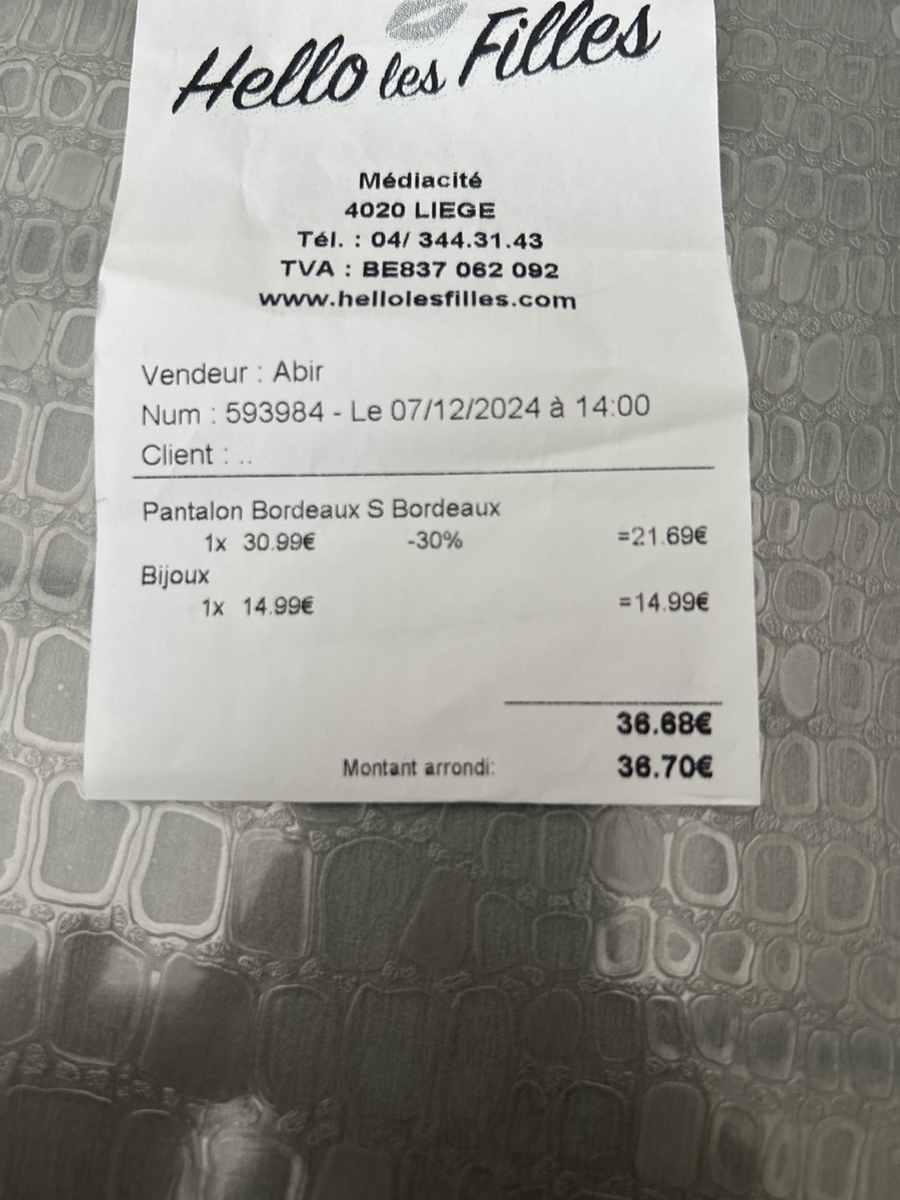 Hello les Filles
Médiacité
4020 LIEGE
Tél. : 04/ 344.31.43
TVA : BE837 062 092
www.hellolesfilles.com
Vendeur : Abir
Num : 593984 - Le 07/12/2024 à 14:00
Client : ..
Pantalon Bordeaux S Bordeaux
1x 30.99€ -30% =21.69€
Bijoux
1x 14.99€ =14.99€
36.68€
Montant arrondi: 36.70€